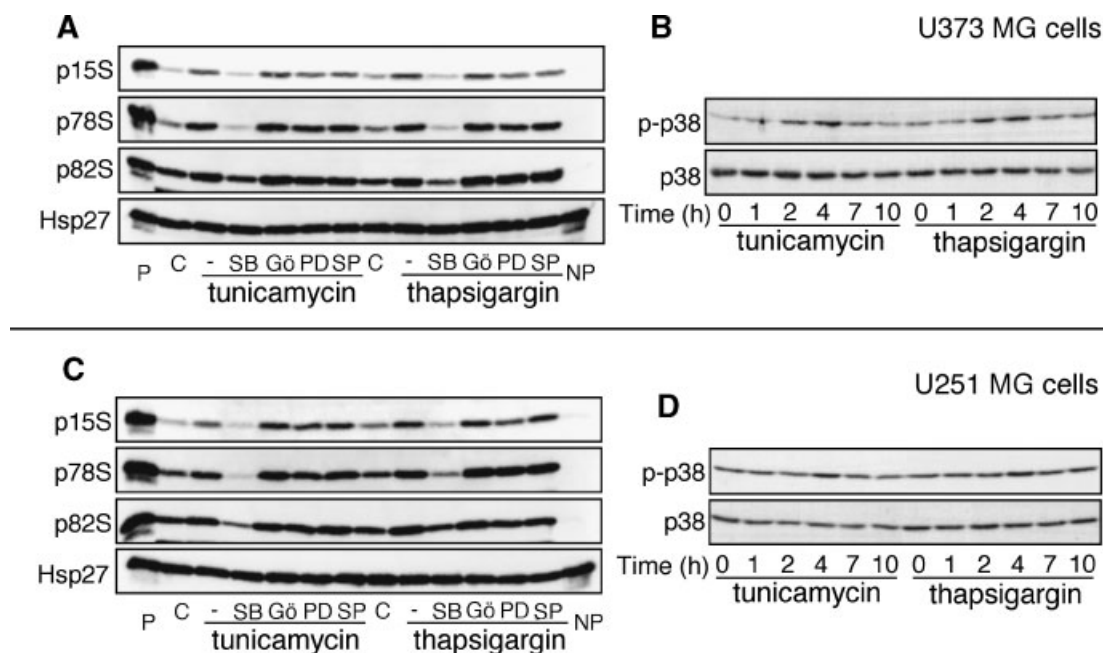 A
B
U373 MG cells
p15S
p78S
p82S
Hsp27
P C - SB Gö PD SP C - SB Gö PD SP NP
tunicamycin thapsigargin
p-p38
p38
Time (h) 0 1 2 4 7 10 0 1 2 4 7 10
tunicamycin thapsigargin
C
D
U251 MG cells
p15S
p78S
p82S
Hsp27
P C - SB Gö PD SP C - SB Gö PD SP NP
tunicamycin thapsigargin
p-p38
p38
Time (h) 0 1 2 4 7 10 0 1 2 4 7 10
tunicamycin thapsigargin